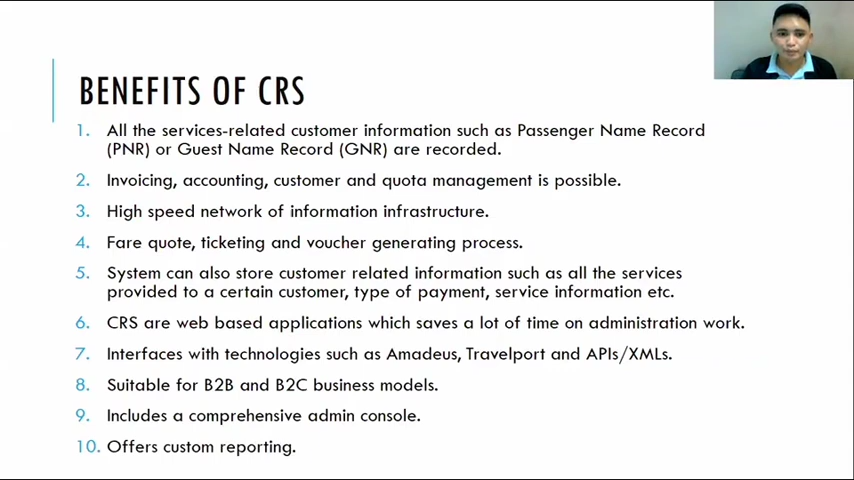 BENEFITS OF CRS
1. All the services-related customer information such as Passenger Name Record
(PNR) or Guest Name Record (GNR) are recorded.
2. Invoicing, accounting, customer and quota management is possible.
3. High speed network of information infrastructure.
4. Fare quote, ticketing and voucher generating process.
5. System can also store customer related information such as all the services
provided to a certain customer, type of payment, service information etc.
6. CRS are web based applications which saves a lot of time on administration work.
7. Interfaces with technologies such as Amadeus, Travelport and APIs/XMLs.
8. Suitable for B2B and B2C business models.
9. Includes a comprehensive admin console.
10. Offers custom reporting.